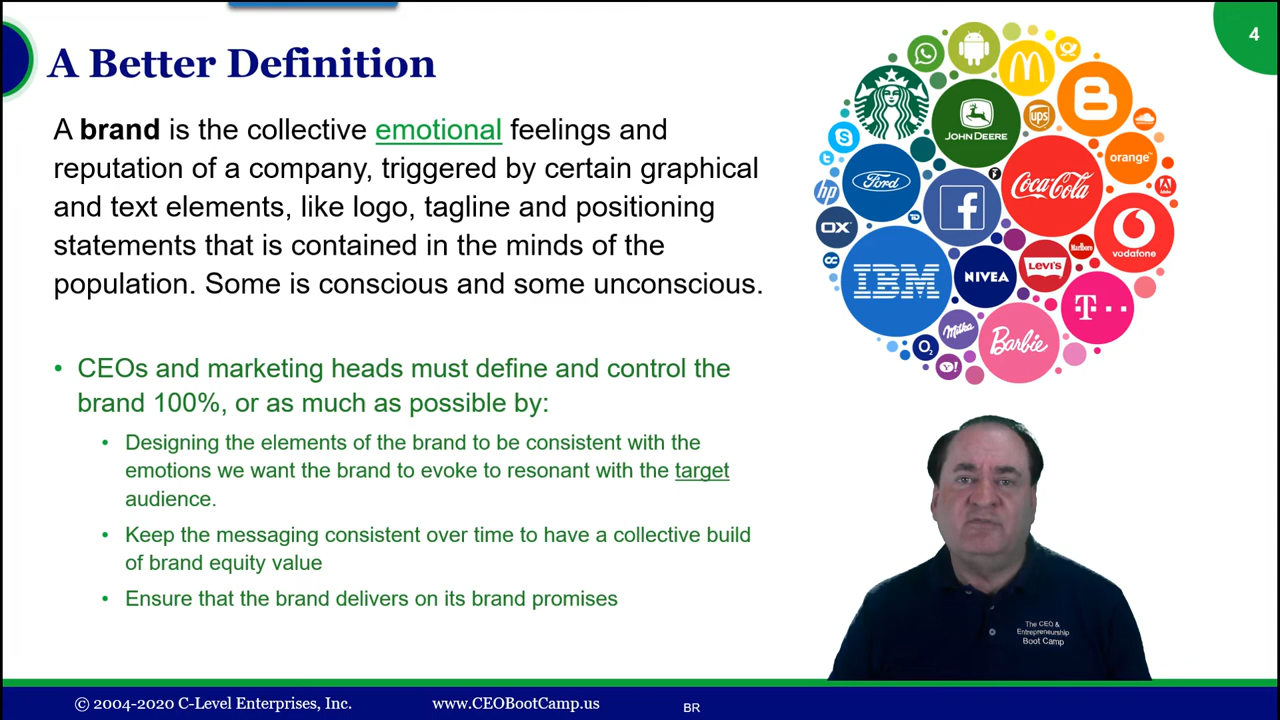 4
A Better Definition
A brand is the collective emotional feelings and
reputation of a company, triggered by certain graphical
and text elements, like logo, tagline and positioning
statements that is contained in the minds of the
population. Some is conscious and some unconscious.
• CEOs and marketing heads must define and control the
brand 100%, or as much as possible by:
• Designing the elements of the brand to be consistent with the
emotions we want the brand to evoke to resonant with the target
audience.
• Keep the messaging consistent over time to have a collective build
of brand equity value
• Ensure that the brand delivers on its brand promises
JOHN DEERE
ups
orange™
Ford
hp
Coca-Cola
Adobe
OX
vodafone
Marlboro
IBM
NIVEA
LEVI'S
T
Milka
Barbie
O2
Y!
The CEO &
Entrepreneurship
Boot Camp
© 2004-2020 C-Level Enterprises, Inc.
www.CEOBootCamp.us
BR